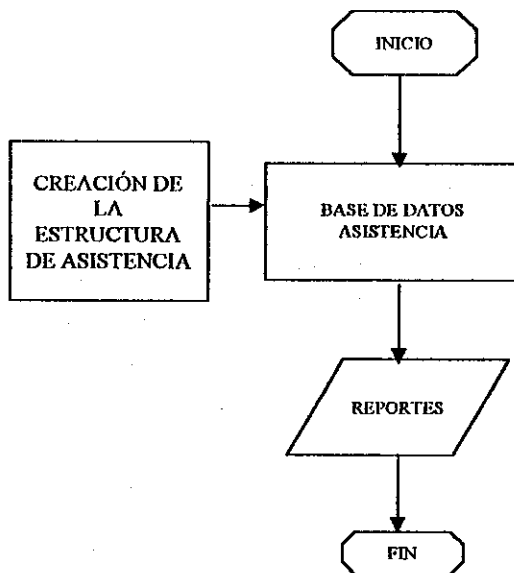 INICIO
CREACIÓN DE
LA
ESTRUCTURA
DE ASISTENCIA
BASE DE DATOS
ASISTENCIA
REPORTES
FIN